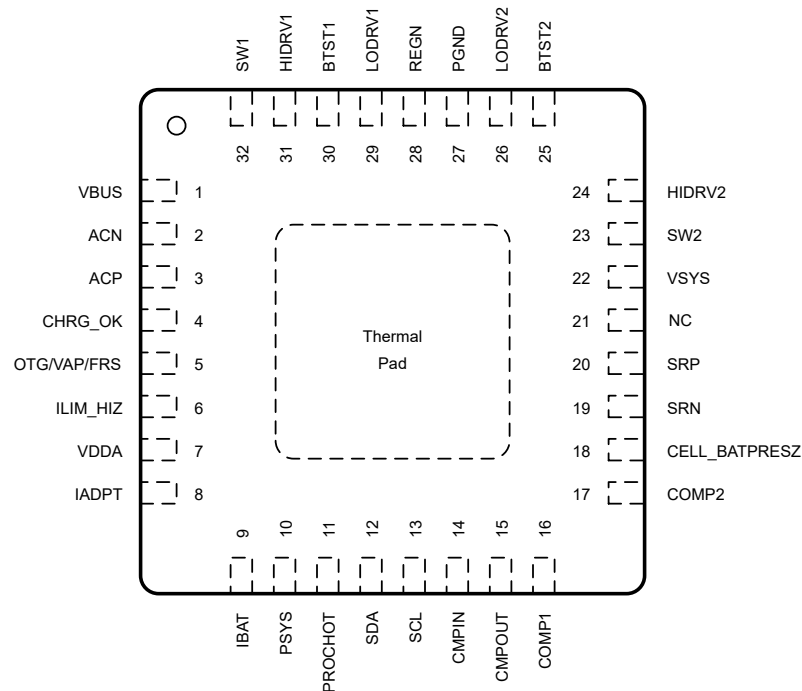 SW1
HIDRV1
BTST1
LODRV1
REGN
PGND
LODRV2
BTST2
32
31
30
29
28
27
26
25
VBUS 1
ACN 2
ACP 3
CHRG_OK 4
OTG/VAP/FRS 5
ILIM_HIZ 6
VDDA 7
IADPT 8
24 HIDRV2
23 SW2
22 VSYS
21 NC
20 SRP
19 SRN
18 CELL_BATPRESZ
17 COMP2
Thermal
Pad
9
10
11
12
13
14
15
16
IBAT
PSYS
PROCHOT
SDA
SCL
CMPIN
CMPOUT
COMP1